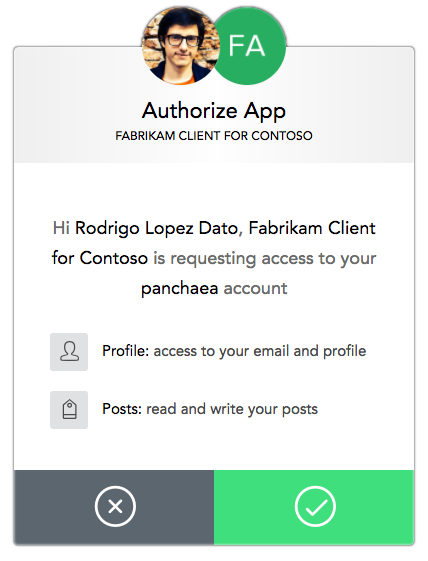 FA
Authorize App
FABRIKAM CLIENT FOR CONTOSO
Hi Rodrigo Lopez Dato, Fabrikam Client
for Contoso is requesting access to your
panchaea account
Profile: access to your email and profile
Posts: read and write your posts